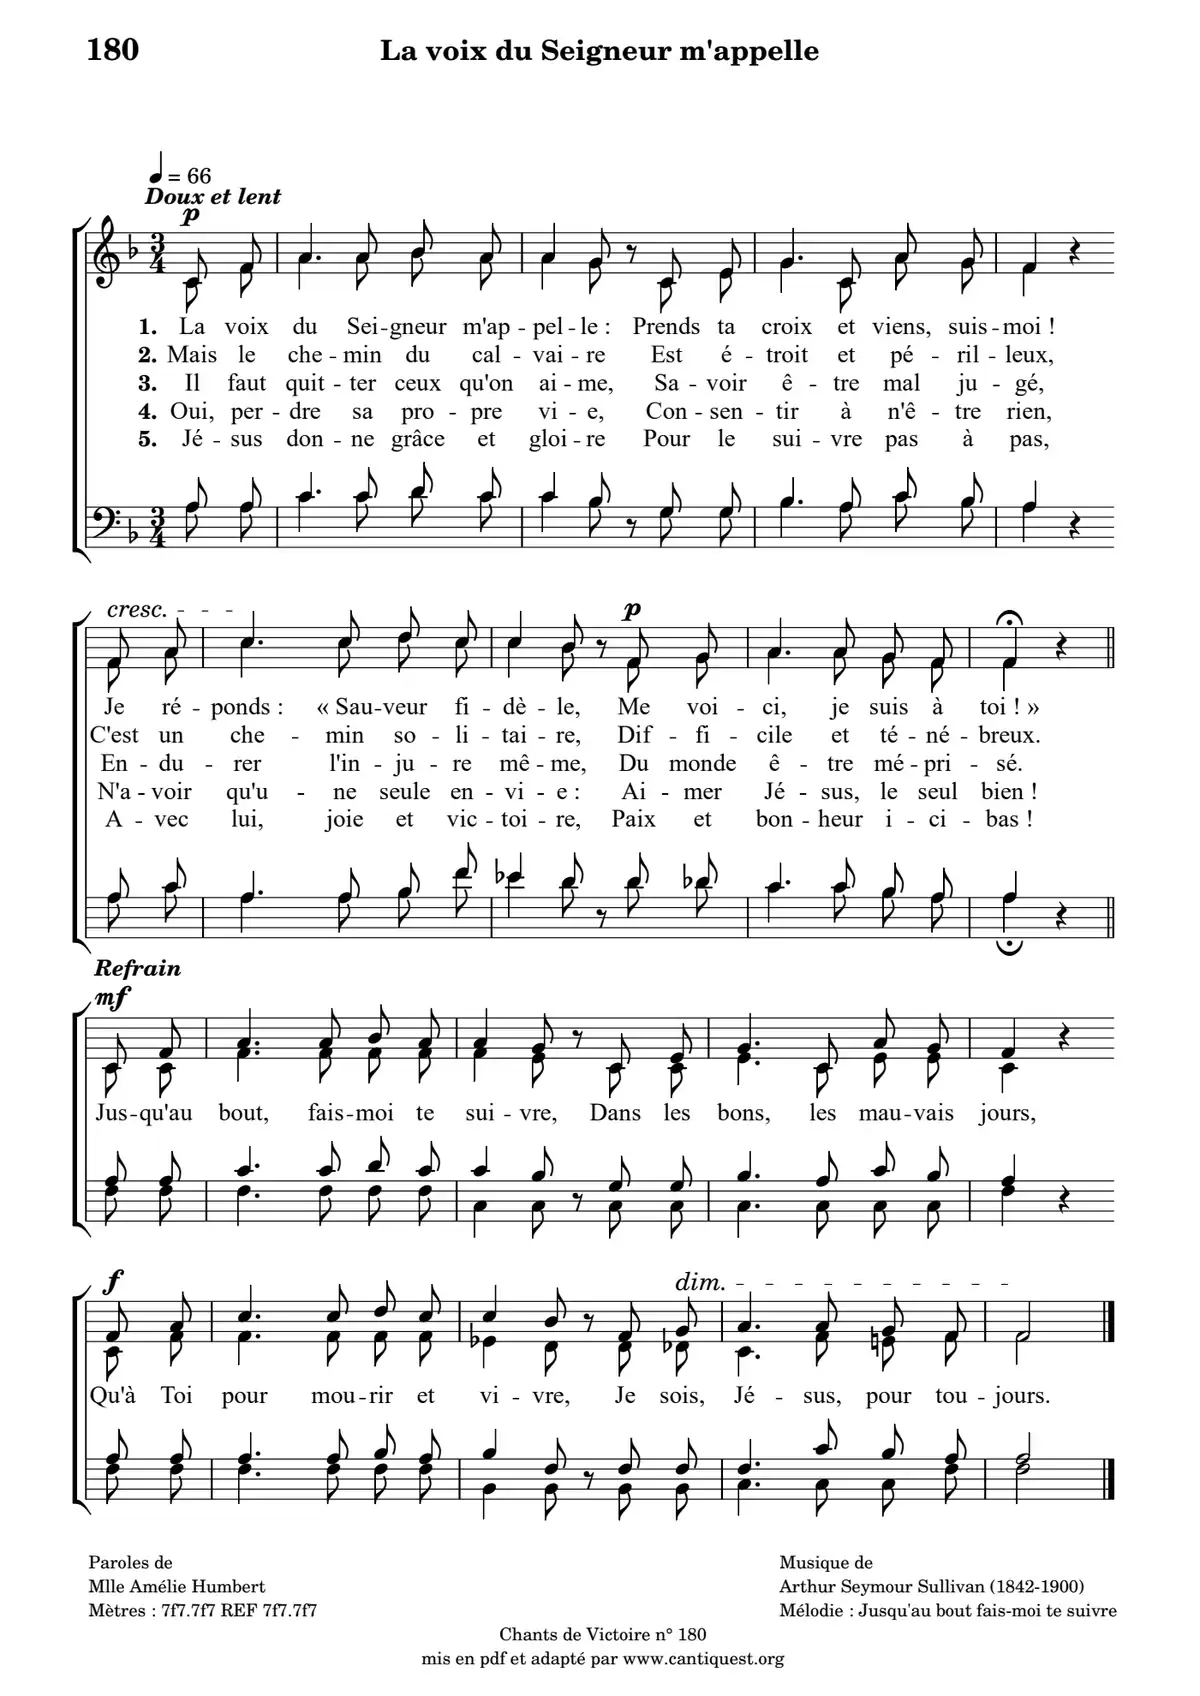 180 La voix du Seigneur m'appelle
= 66
Doux et lent
p
1. La voix du Sei-gneur m'ap-pel-le : Prends ta croix et viens, suis-moi !
2. Mais le che-min du cal-vai-re Est é-troit et pé-ril-leux,
3. Il faut quit-ter ceux qu'on ai-me, Sa-voir ê-tre mal ju-gé,
4. Oui, per-dre sa pro-pre vi-e, Con-sen-tir à n'ê-tre rien,
5. Jé-sus don-ne grâce et gloi-re Pour le sui-vre pas à pas,
cresc. p
Je ré-ponds : « Sau-veur fi-dè-le, Me voi-ci, je suis à toi ! »
C'est un che-min so-li-tai-re, Dif-fi-cile et té-né-breux.
En-du-rer l'in-ju-re mê-me, Du monde ê-tre mé-pri-sé.
N'a-voir qu'u-ne seule en-vi-e : Ai-mer Jé-sus, le seul bien !
A-vec lui, joie et vic-toi-re, Paix et bon-heur i-ci-bas !
Refrain
mf
Jus-qu'au bout, fais-moi te sui-vre, Dans les bons, les mau-vais jours,
f dim.
Qu'à Toi pour mou-rir et vi-vre, Je sois, Jé-sus, pour tou-jours.
Paroles de
Mlle Amélie Humbert
Mètres : 7f7.7f7 REF 7f7.7f7
Musique de
Arthur Seymour Sullivan (1842-1900)
Mélodie : Jusqu'au bout fais-moi te suivre
Chants de Victoire n° 180
mis en pdf et adapté par www.cantiquest.org